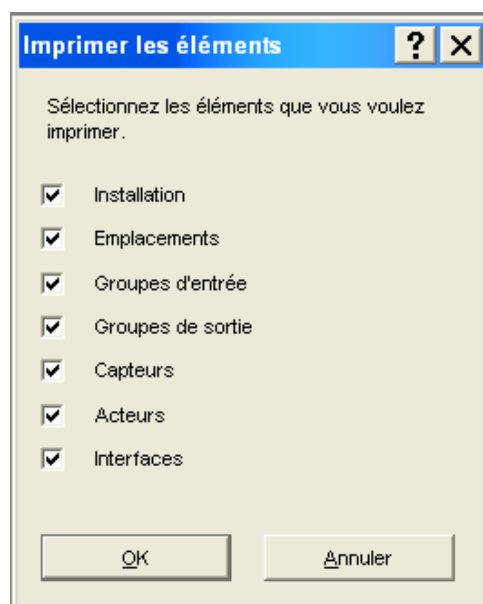 Imprimer les éléments
Sélectionnez les éléments que vous voulez
imprimer.
Installation
Emplacements
Groupes d'entrée
Groupes de sortie
Capteurs
Acteurs
Interfaces
OK Annuler